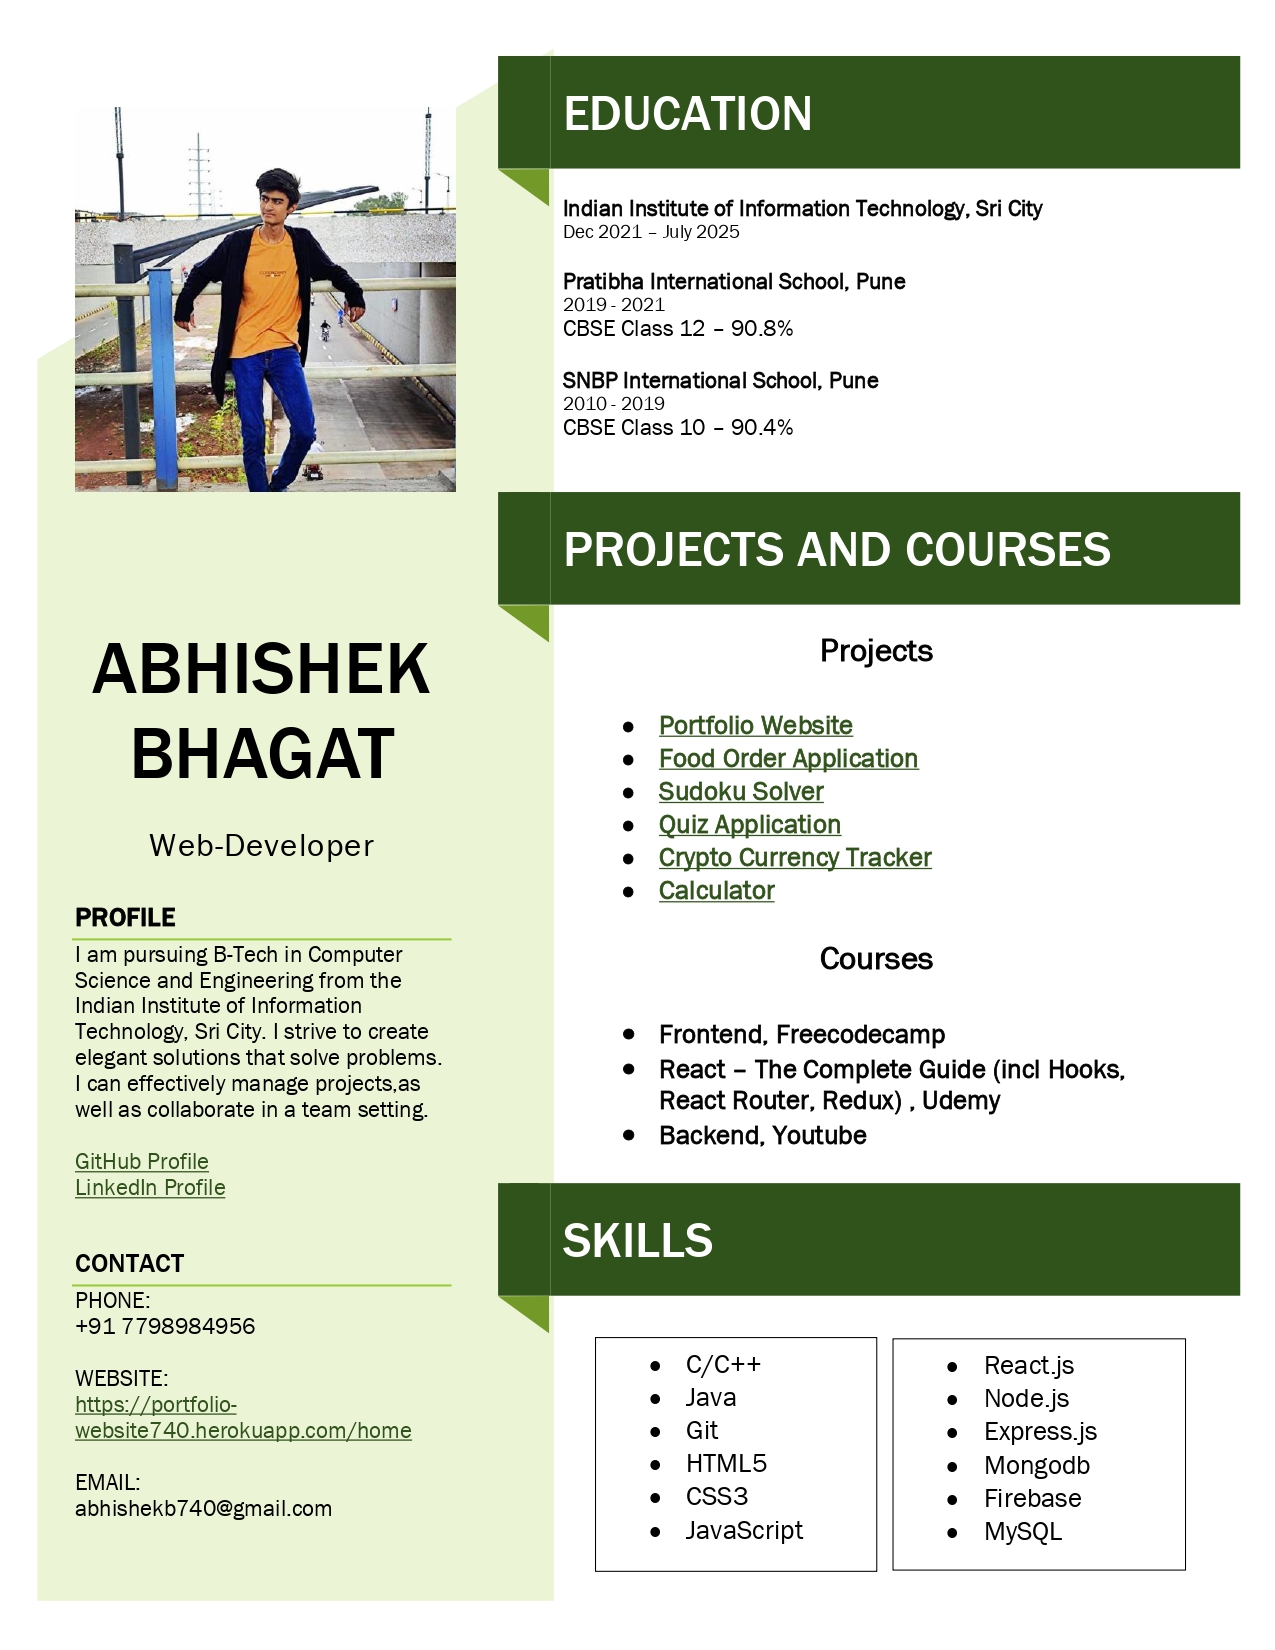 ABHISHEK
BHAGAT
Web-Developer
PROFILE
I am pursuing B-Tech in Computer
Science and Engineering from the
Indian Institute of Information
Technology, Sri City. I strive to create
elegant solutions that solve problems.
I can effectively manage projects,as
well as collaborate in a team setting.
GitHub Profile
LinkedIn Profile
CONTACT
PHONE:
+91 7798984956
WEBSITE:
https://portfolio-
website740.herokuapp.com/home
EMAIL:
abhishekb740@gmail.com
EDUCATION
Indian Institute of Information Technology, Sri City
Dec 2021 – July 2025
Pratibha International School, Pune
2019 - 2021
CBSE Class 12 – 90.8%
SNBP International School, Pune
2010 - 2019
CBSE Class 10 – 90.4%
PROJECTS AND COURSES
Projects
● Portfolio Website
● Food Order Application
● Sudoku Solver
● Quiz Application
● Crypto Currency Tracker
● Calculator
Courses
● Frontend, Freecodecamp
● React – The Complete Guide (incl Hooks,
React Router, Redux) , Udemy
● Backend, Youtube
SKILLS
● C/C++
● Java
● Git
● HTML5
● CSS3
● JavaScript
● React.js
● Node.js
● Express.js
● Mongodb
● Firebase
● MySQL